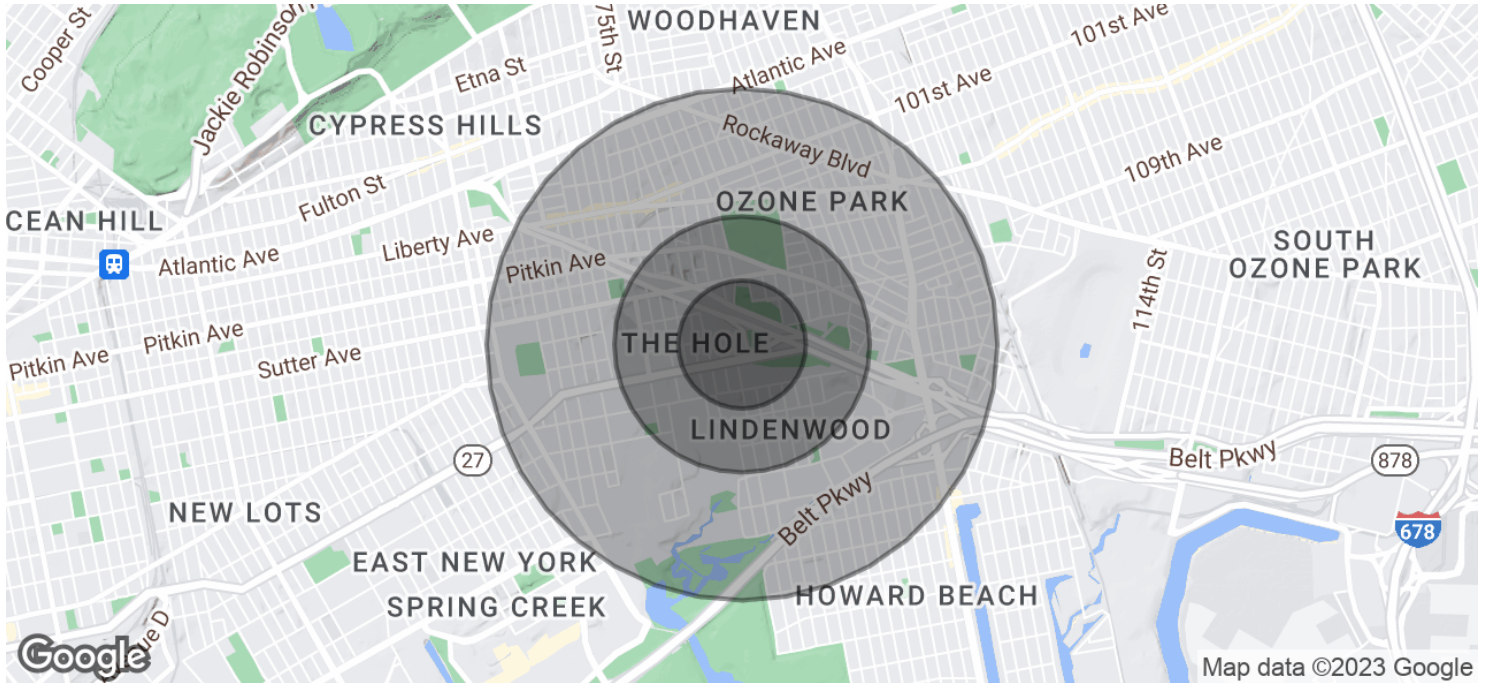 WOODHAVEN
Cooper St
Jackie Robinson
75th St
101st Ave
Etna St
Atlantic Ave
101st Ave
CYPRESS HILLS
Rockaway Blvd
109th Ave
Fulton St
OZONE PARK
CEAN HILL
Liberty Ave
Atlantic Ave
Pitkin Ave
SOUTH
OZONE PARK
114th St
Pitkin Ave
THE HOLE
Pitkin Ave
Sutter Ave
LINDENWOOD
27
Belt Pkwy
878
NEW LOTS
Belt Pkwy
678
EAST NEW YORK
SPRING CREEK
HOWARD BEACH
ue D
Google
Map data ©2023 Google